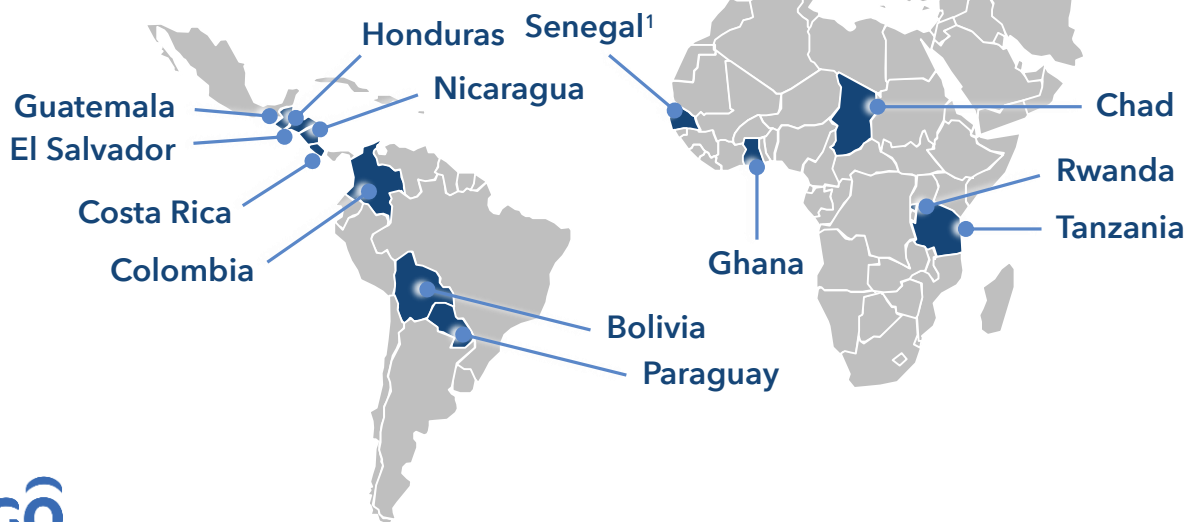 Honduras
Senegal¹
Nicaragua
Guatemala
El Salvador
Costa Rica
Colombia
Bolivia
Paraguay
Ghana
Chad
Rwanda
Tanzania